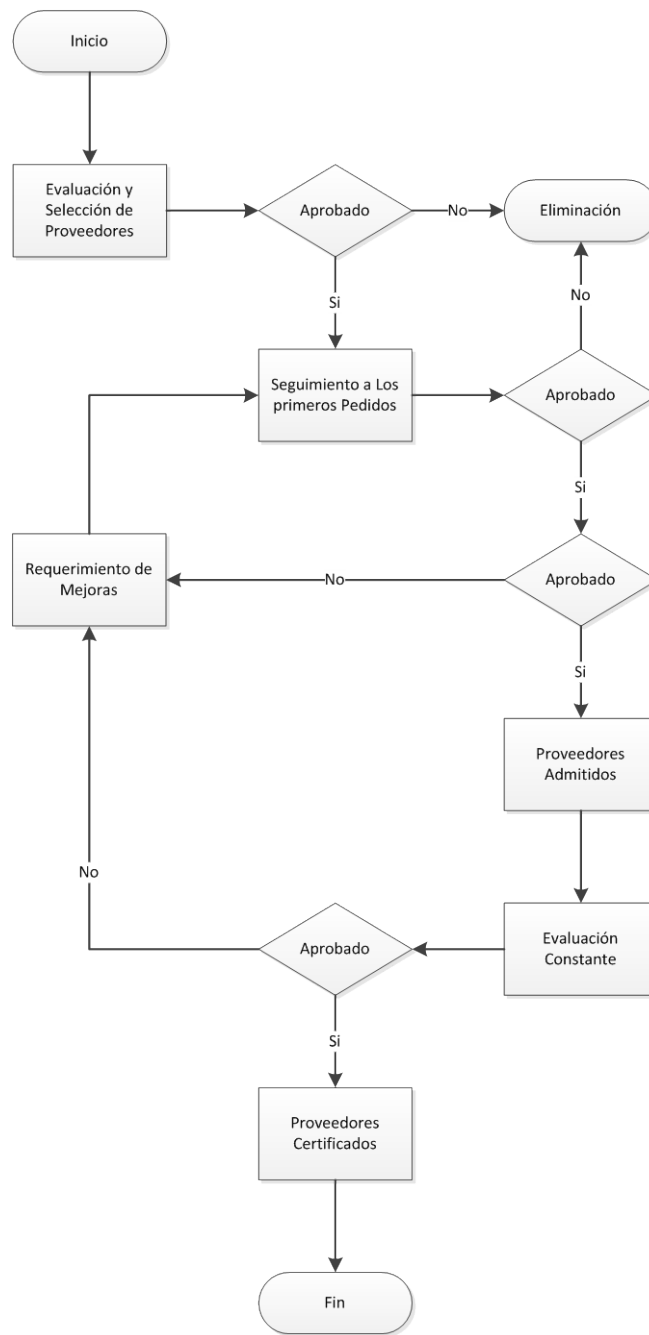 Inicio
Evaluación y
Selección de
Proveedores
Aprobado
No
Eliminación
Si
No
Seguimiento a Los
primeros Pedidos
Aprobado
Si
Requerimiento de
Mejoras
No
Aprobado
Si
Proveedores
Admitidos
No
Aprobado
Evaluación
Constante
Si
Proveedores
Certificados
Fin